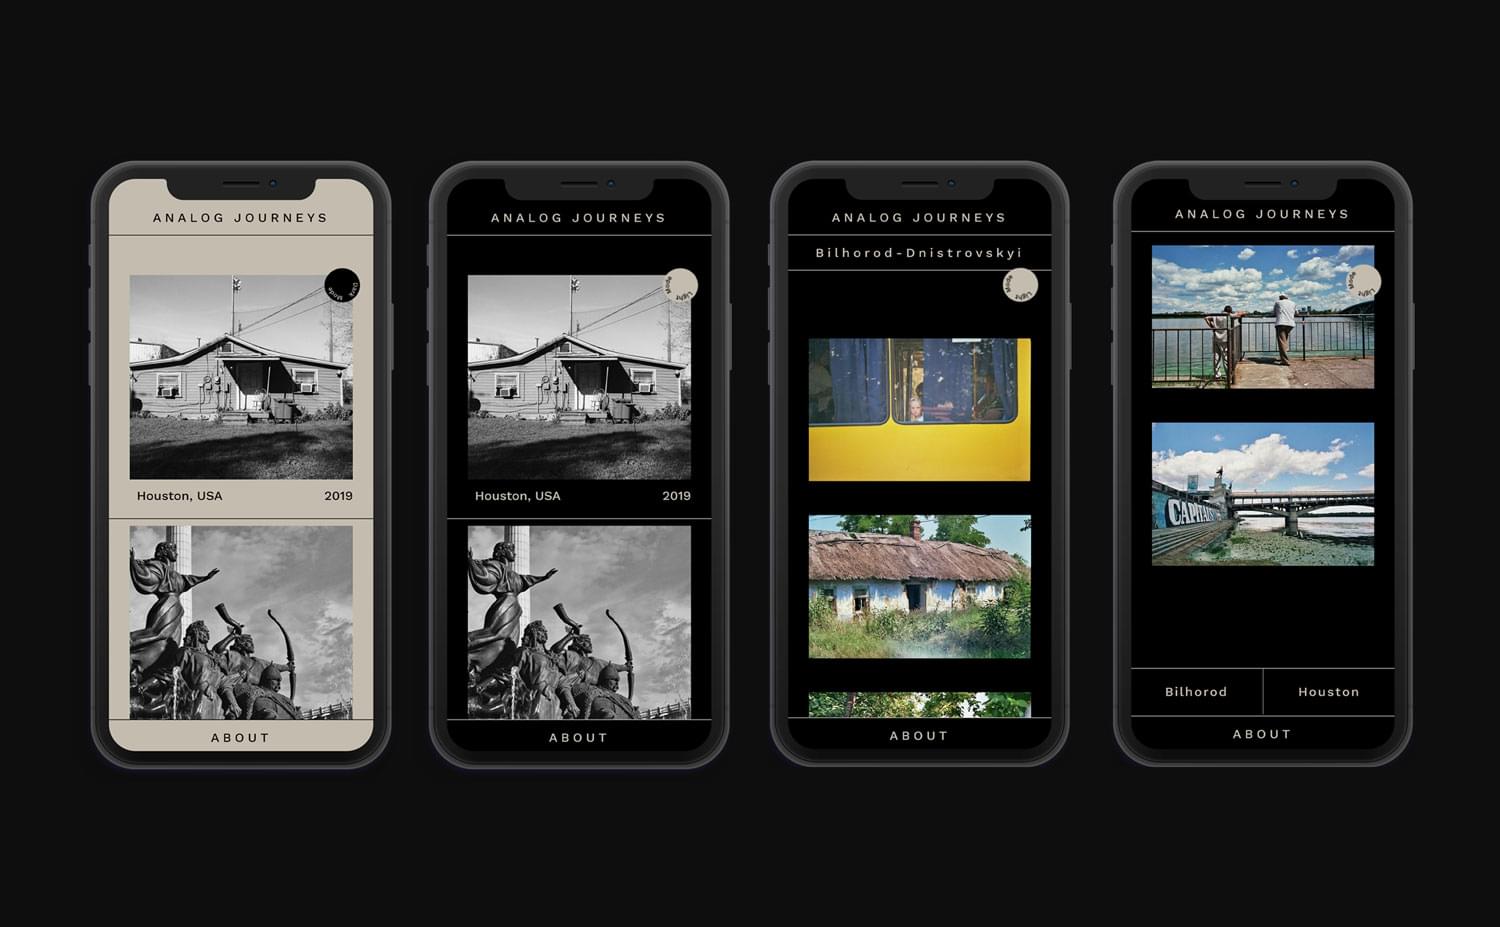 ANALOG JOURNEYS
Dark Mode
Houston, USA
2019
ABOUT
ANALOG JOURNEYS
Light Mode
Houston, USA
2019
ABOUT
ANALOG JOURNEYS
Bilhorod-Dnistrovskyi
Light Mode
ABOUT
ANALOG JOURNEYS
Light Mode
Bilhorod
Houston
ABOUT